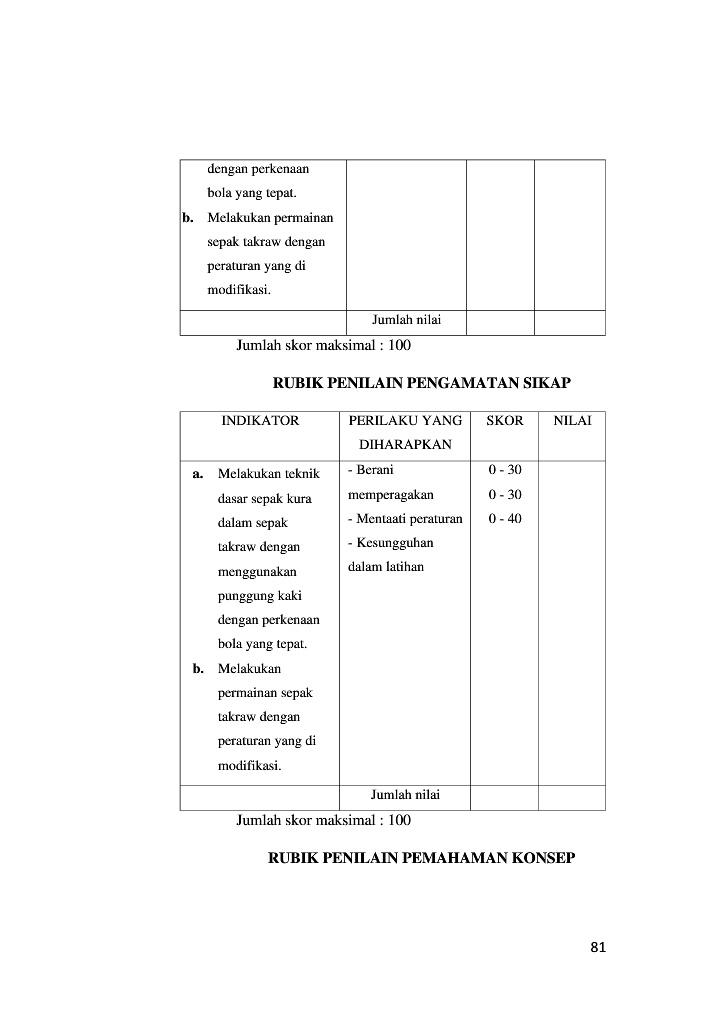 dengan perkenaan
bola yang tepat.
b. Melakukan permainan
sepak takraw dengan
peraturan yang di
modifikasi.
Jumlah nilai
Jumlah skor maksimal : 100
RUBIK PENILAIN PENGAMATAN SIKAP
INDIKATOR PERILAKU YANG SKOR NILAI
DIHARAPKAN
a. Melakukan teknik
dasar sepak kura
dalam sepak
takraw dengan
menggunakan
punggung kaki
dengan perkenaan
bola yang tepat.
b. Melakukan
permainan sepak
takraw dengan
peraturan yang di
modifikasi.
- Berani
memperagakan
- Mentaati peraturan
- Kesungguhan
dalam latihan
0 - 30
0 - 30
0 - 40
Jumlah nilai
Jumlah skor maksimal : 100
RUBIK PENILAIN PEMAHAMAN KONSEP
81